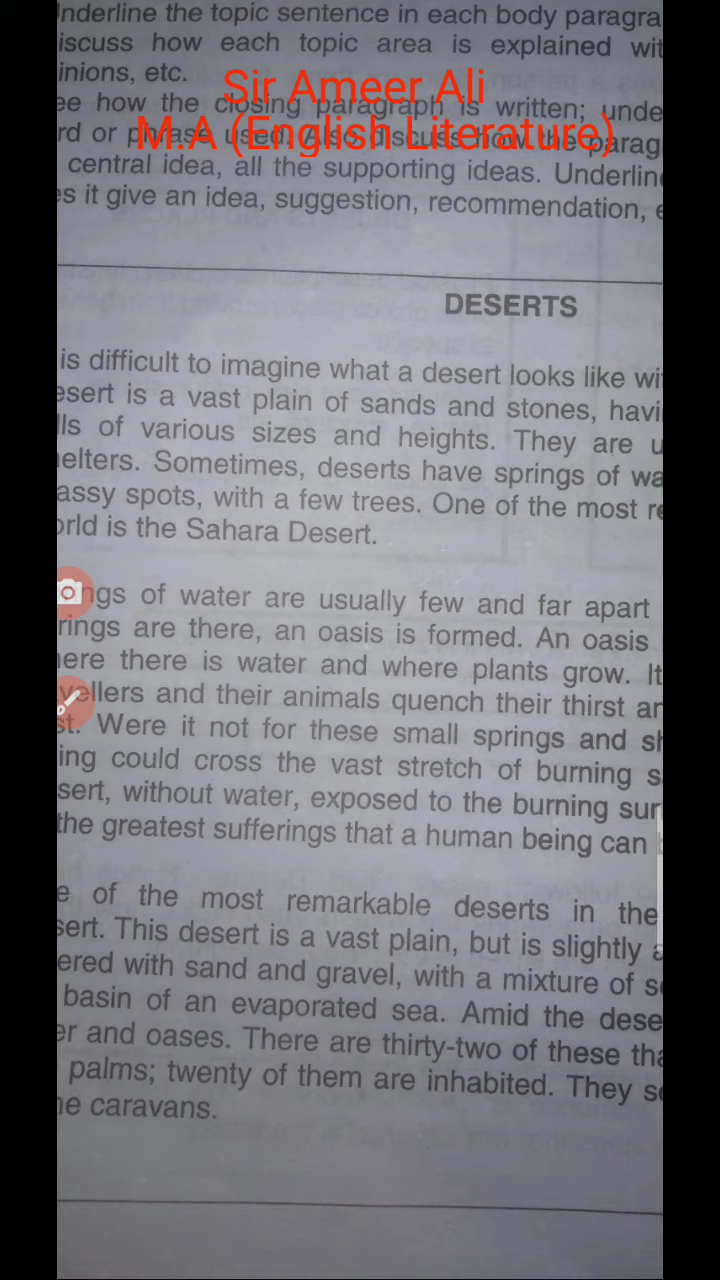 nderline the topic sentence in each body paragra
iscuss how each topic area is explained wit
inions, etc.
Sir Ameer Ali
ee how the closing paragraph is written; unde
M.A (English Literature)
rd or phrase used. Also discuss how the parag
central idea, all the supporting ideas. Underline
es it give an idea, suggestion, recommendation, e
DESERTS
is difficult to imagine what a desert looks like wi
esert is a vast plain of sands and stones, havi
lls of various sizes and heights. They are u
elters. Sometimes, deserts have springs of wa
assy spots, with a few trees. One of the most re
orld is the Sahara Desert.
ngs of water are usually few and far apart
rings are there, an oasis is formed. An oasis
ere there is water and where plants grow. It
vellers and their animals quench their thirst an
st. Were it not for these small springs and sh
ing could cross the vast stretch of burning s
sert, without water, exposed to the burning sun
the greatest sufferings that a human being can
e of the most remarkable deserts in the
sert. This desert is a vast plain, but is slightly
ered with sand and gravel, with a mixture of s
basin of an evaporated sea. Amid the dese
er and oases. There are thirty-two of these tha
palms; twenty of them are inhabited. They se
he caravans.